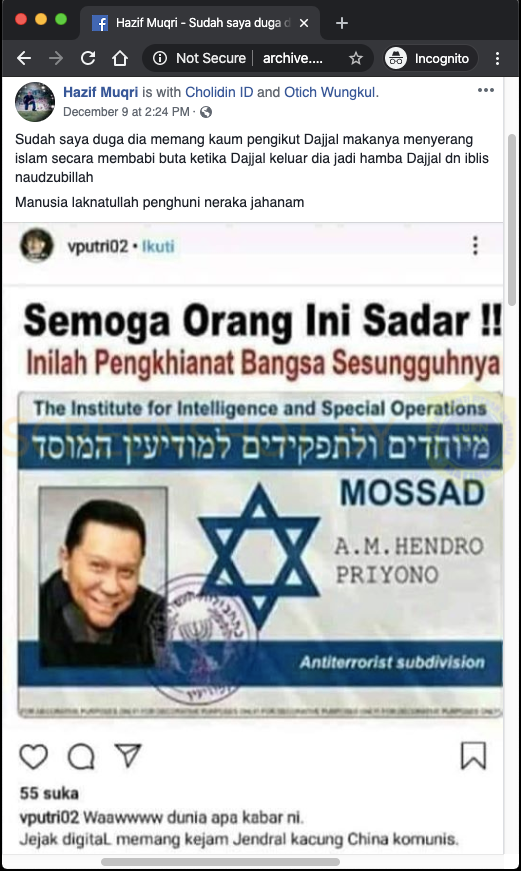 Hazif Muqri - Sudah saya duga d
Not Secure
archive....
Incognito
Hazif Muqri is with Cholidin ID and Otich Wungkul.
December 9 at 2:24 PM ·
Sudah saya duga dia memang kaum pengikut Dajjal makanya menyerang
islam secara membabi buta ketika Dajjal keluar dia jadi hamba Dajjal dn iblis
naudzubillah
Manusia laknatullah penghuni neraka jahanam
vputri02 • Ikuti
Semoga Orang Ini Sadar !!
Inilah Pengkhianat Bangsa Sesungguhnya
The Institute for Intelligence and Special Operations
מיוחדים ולתפקידים למודיעין המוסד
MOSSAD
A.M.HENDRO
PRIYONO
Antiterrorist subdivision
55 suka
vputri02 Waawwww dunia apa kabar ni.
Jejak digitaL memang kejam Jendral kacung China komunis.